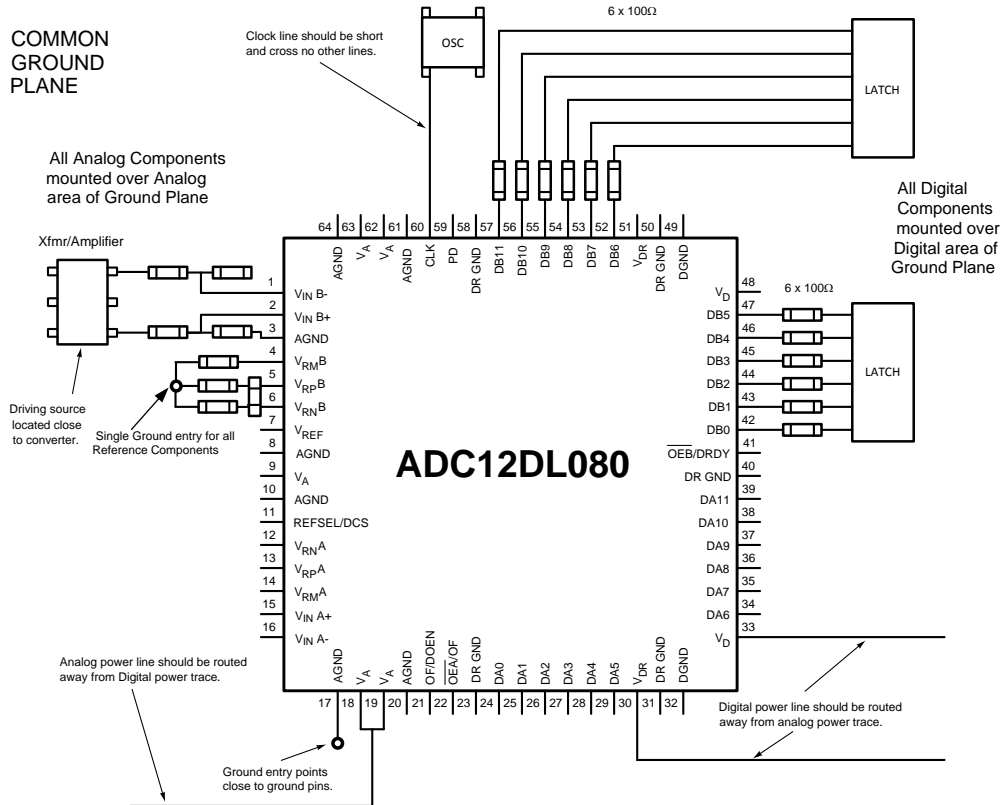 COMMON
GROUND
PLANE
Clock line should be short
and cross no other lines.
OSC
6 x 100Ω
LATCH
All Analog Components
mounted over Analog
area of Ground Plane
All Digital
Components
mounted over
Digital area of
Ground Plane
Xfmr/Amplifier
64 63 62 61 60 59 58 57 56 55 54 53 52 51 50 49
AGND VA VA AGND CLK PD DR GND DB11 DB10 DB9 DB8 DB7 DB6 VDR DR GND DGND
1 VIN B-
2 VIN B+
3 AGND
4 VRMB
5 VRPB
6 VRNB
7 VREF
8 AGND
9 VA
10 AGND
11 REFSEL/DCS
12 VRNA
13 VRPA
14 VRMA
15 VIN A+
16 VIN A-
Driving source
located close
to converter.
Single Ground entry for all
Reference Components
ADC12DL080
VD 48
6 x 100Ω
DB5 47
DB4 46
DB3 45
DB2 44
DB1 43
DB0 42
LATCH
OEB/DRDY 41
DR GND 40
DA11 39
DA10 38
DA9 37
DA8 36
DA7 35
DA6 34
VD 33
AGND VA VA AGND OF/DOEN OEA/OF DR GND DA0 DA1 DA2 DA3 DA4 DA5 VDR DR GND DGND
17 18 19 20 21 22 23 24 25 26 27 28 29 30 31 32
Analog power line should be routed
away from Digital power trace.
Ground entry points
close to ground pins.
Digital power line should be routed
away from analog power trace.